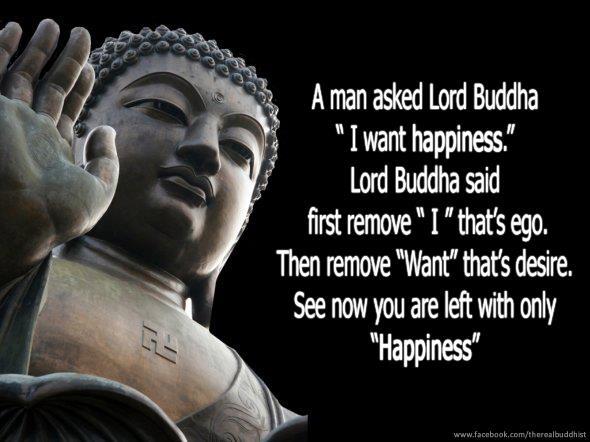 A man asked Lord Buddha
“ I want happiness.”
Lord Buddha said
first remove “ I ” that’s ego.
Then remove “Want” that’s desire.
See now you are left with only
“Happiness”
www.facebook.com/therealbuddhist